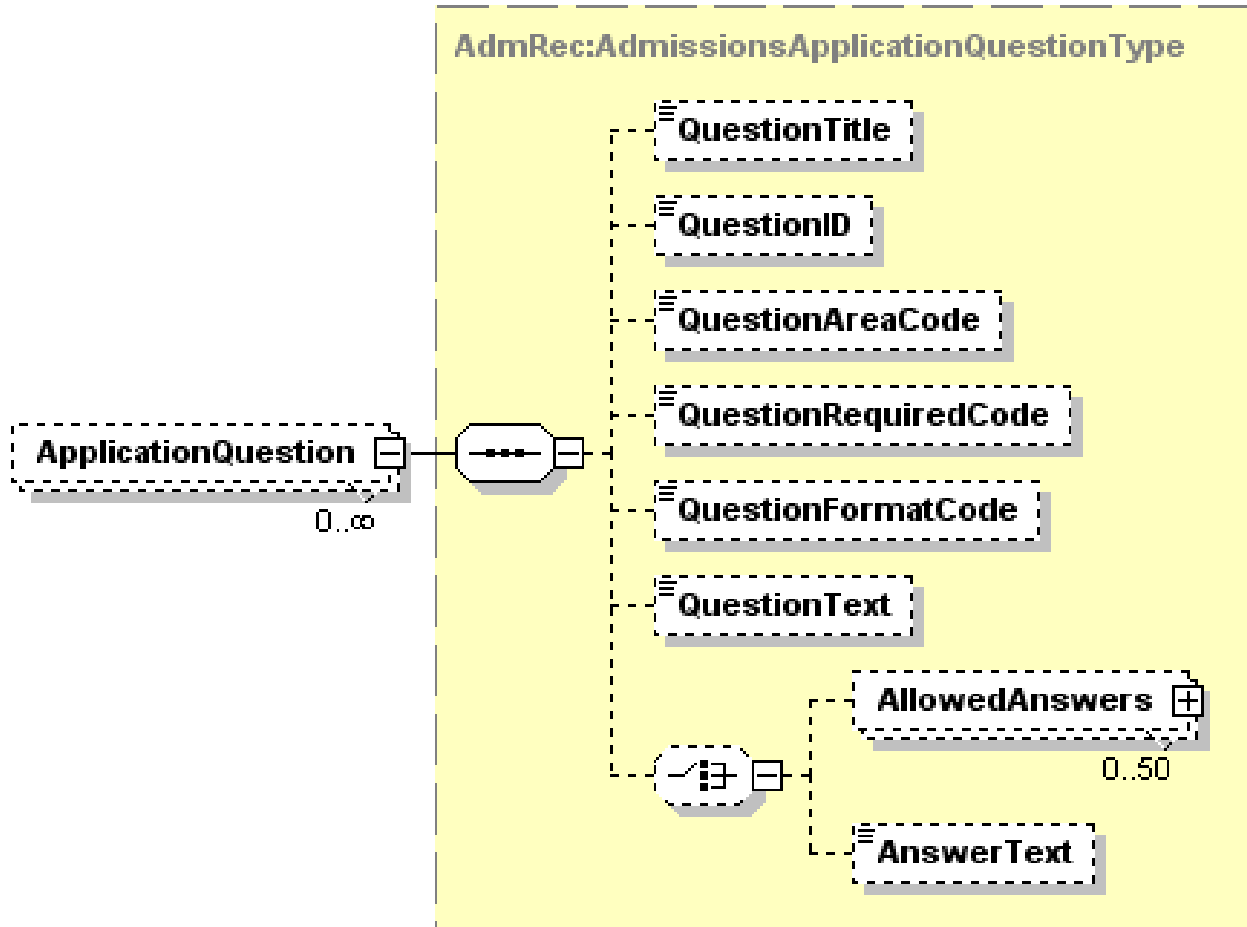 AdmRec:AdmissionsApplicationQuestionType
QuestionTitle
QuestionID
QuestionAreaCode
QuestionRequiredCode
ApplicationQuestion
0..∞
QuestionFormatCode
QuestionText
AllowedAnswers
0..50
AnswerText